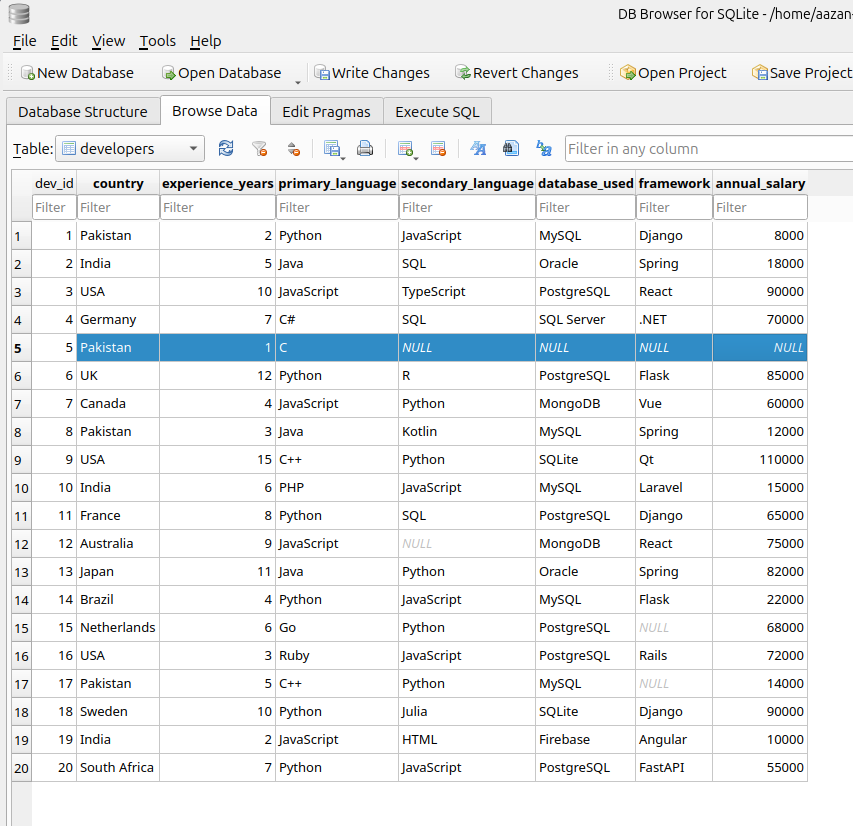 DB Browser for SQLite - /home/aazan
File Edit View Tools Help
New Database Open Database Write Changes Revert Changes Open Project Save Project
Database Structure Browse Data Edit Pragmas Execute SQL
Table: developers Filter in any column
dev_id country experience_years primary_language secondary_language database_used framework annual_salary
Filter Filter Filter Filter Filter Filter Filter Filter
1 1 Pakistan 2 Python JavaScript MySQL Django 8000
2 2 India 5 Java SQL Oracle Spring 18000
3 3 USA 10 JavaScript TypeScript PostgreSQL React 90000
4 4 Germany 7 C# SQL SQL Server .NET 70000
5 5 Pakistan 1 C NULL NULL NULL NULL
6 6 UK 12 Python R PostgreSQL Flask 85000
7 7 Canada 4 JavaScript Python MongoDB Vue 60000
8 8 Pakistan 3 Java Kotlin MySQL Spring 12000
9 9 USA 15 C++ Python SQLite Qt 110000
10 10 India 6 PHP JavaScript MySQL Laravel 15000
11 11 France 8 Python SQL PostgreSQL Django 65000
12 12 Australia 9 JavaScript NULL MongoDB React 75000
13 13 Japan 11 Java Python Oracle Spring 82000
14 14 Brazil 4 Python JavaScript MySQL Flask 22000
15 15 Netherlands 6 Go Python PostgreSQL NULL 68000
16 16 USA 3 Ruby JavaScript PostgreSQL Rails 72000
17 17 Pakistan 5 C++ Python MySQL NULL 14000
18 18 Sweden 10 Python Julia SQLite Django 90000
19 19 India 2 JavaScript HTML Firebase Angular 10000
20 20 South Africa 7 Python JavaScript PostgreSQL FastAPI 55000